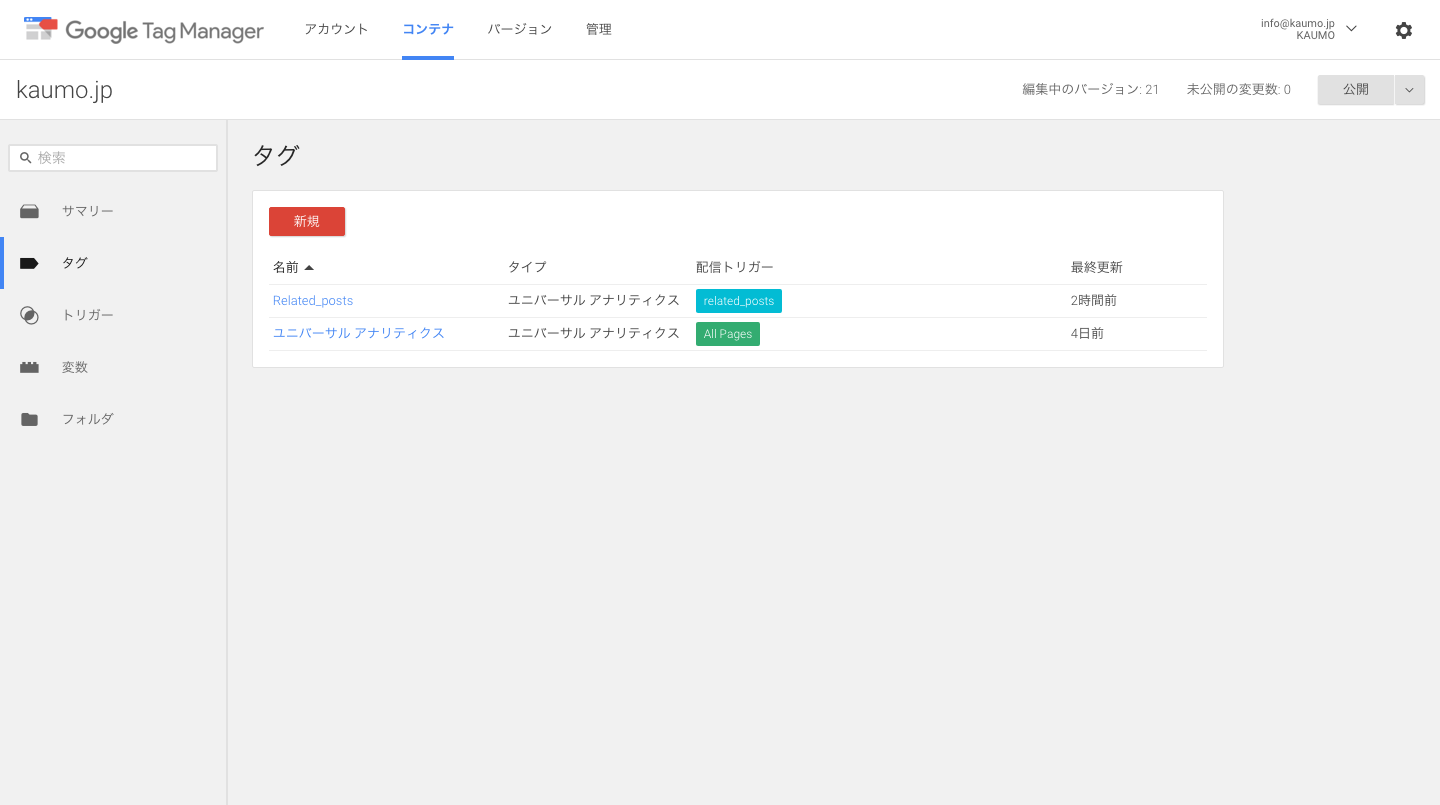 Google Tag Manager
アカウント
コンテナ
バージョン
管理
info@kaumo.jp
KAUMO
kaumo.jp
編集中のバージョン: 21
未公開の変更数: 0
公開
検索
サマリー
タグ
トリガー
変数
フォルダ
タグ
新規
名前 タイプ 配信トリガー 最終更新
Related_posts ユニバーサル アナリティクス related_posts 2時間前
ユニバーサル アナリティクス ユニバーサル アナリティクス All Pages 4日前